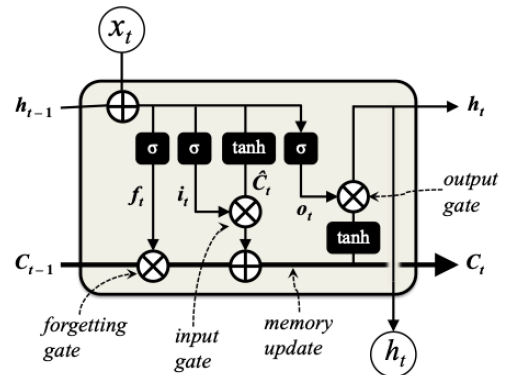 x_t
h_{t-1}
h_t
σ
σ
tanh
σ
f_t
i_t
Ĉ_t
o_t
output
gate
tanh
C_{t-1}
C_t
forgetting
gate
input
gate
memory
update
h_t